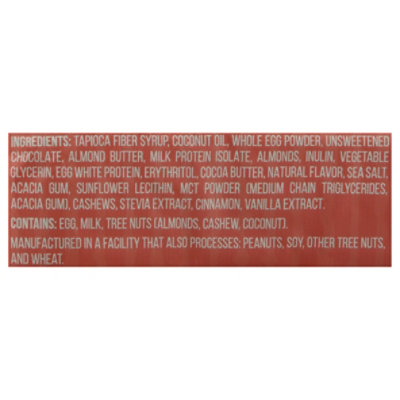 INGREDIENTS: TAPIOCA FIBER SYRUP, COCONUT OIL, WHOLE EGG POWDER, UNSWEETENED
CHOCOLATE, ALMOND BUTTER, MILK PROTEIN ISOLATE, ALMONDS, INULIN, VEGETABLE
GLYCERIN, EGG WHITE PROTEIN, ERYTHRITOL, COCOA BUTTER, NATURAL FLAVOR, SEA SALT,
ACACIA GUM, SUNFLOWER LECITHIN, MCT POWDER (MEDIUM CHAIN TRIGLYCERIDES,
ACACIA GUM), CASHEWS, STEVIA EXTRACT, CINNAMON, VANILLA EXTRACT.
CONTAINS: EGG, MILK, TREE NUTS (ALMONDS, CASHEW, COCONUT).
MANUFACTURED IN A FACILITY THAT ALSO PROCESSES: PEANUTS, SOY, OTHER TREE NUTS,
AND WHEAT.